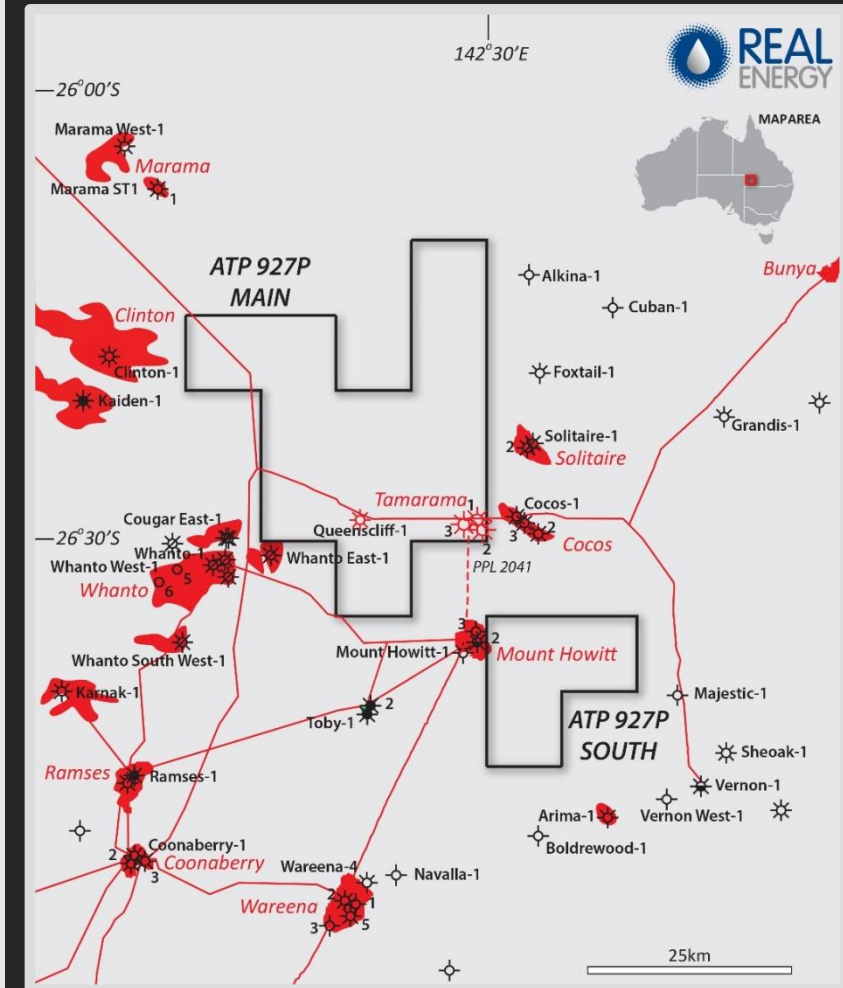 142°30'E
REAL
ENERGY
26°00'S
MAP AREA
Marama West-1
Marama
Marama ST1
1
ATP 927P
MAIN
Alkina-1
Bunya
Cuban-1
Clinton
Clinton-1
Foxtail-1
Kaiden-1
Grandis-1
Solitaire-1
2
Solitaire
Tamarama
1
Cocos-1
Cougar East-1
Queenscliff-1
3
2
3
2
Cocos
26°30'S
Whanto-1
Whanto East-1
Whanto West-1
5
PPL 2041
Whanto
6
3
2
Mount Howitt-1
Mount Howitt
Whanto South West-1
Karnak-1
Majestic-1
2
Toby-1
ATP 927P
SOUTH
Sheoak-1
Ramses
Ramses-1
Vernon-1
Arima-1
Vernon West-1
Boldrewood-1
Coonaberry-1
2
Coonaberry
3
Wareena-4
Navalla-1
2
1
Wareena
5
3
25km